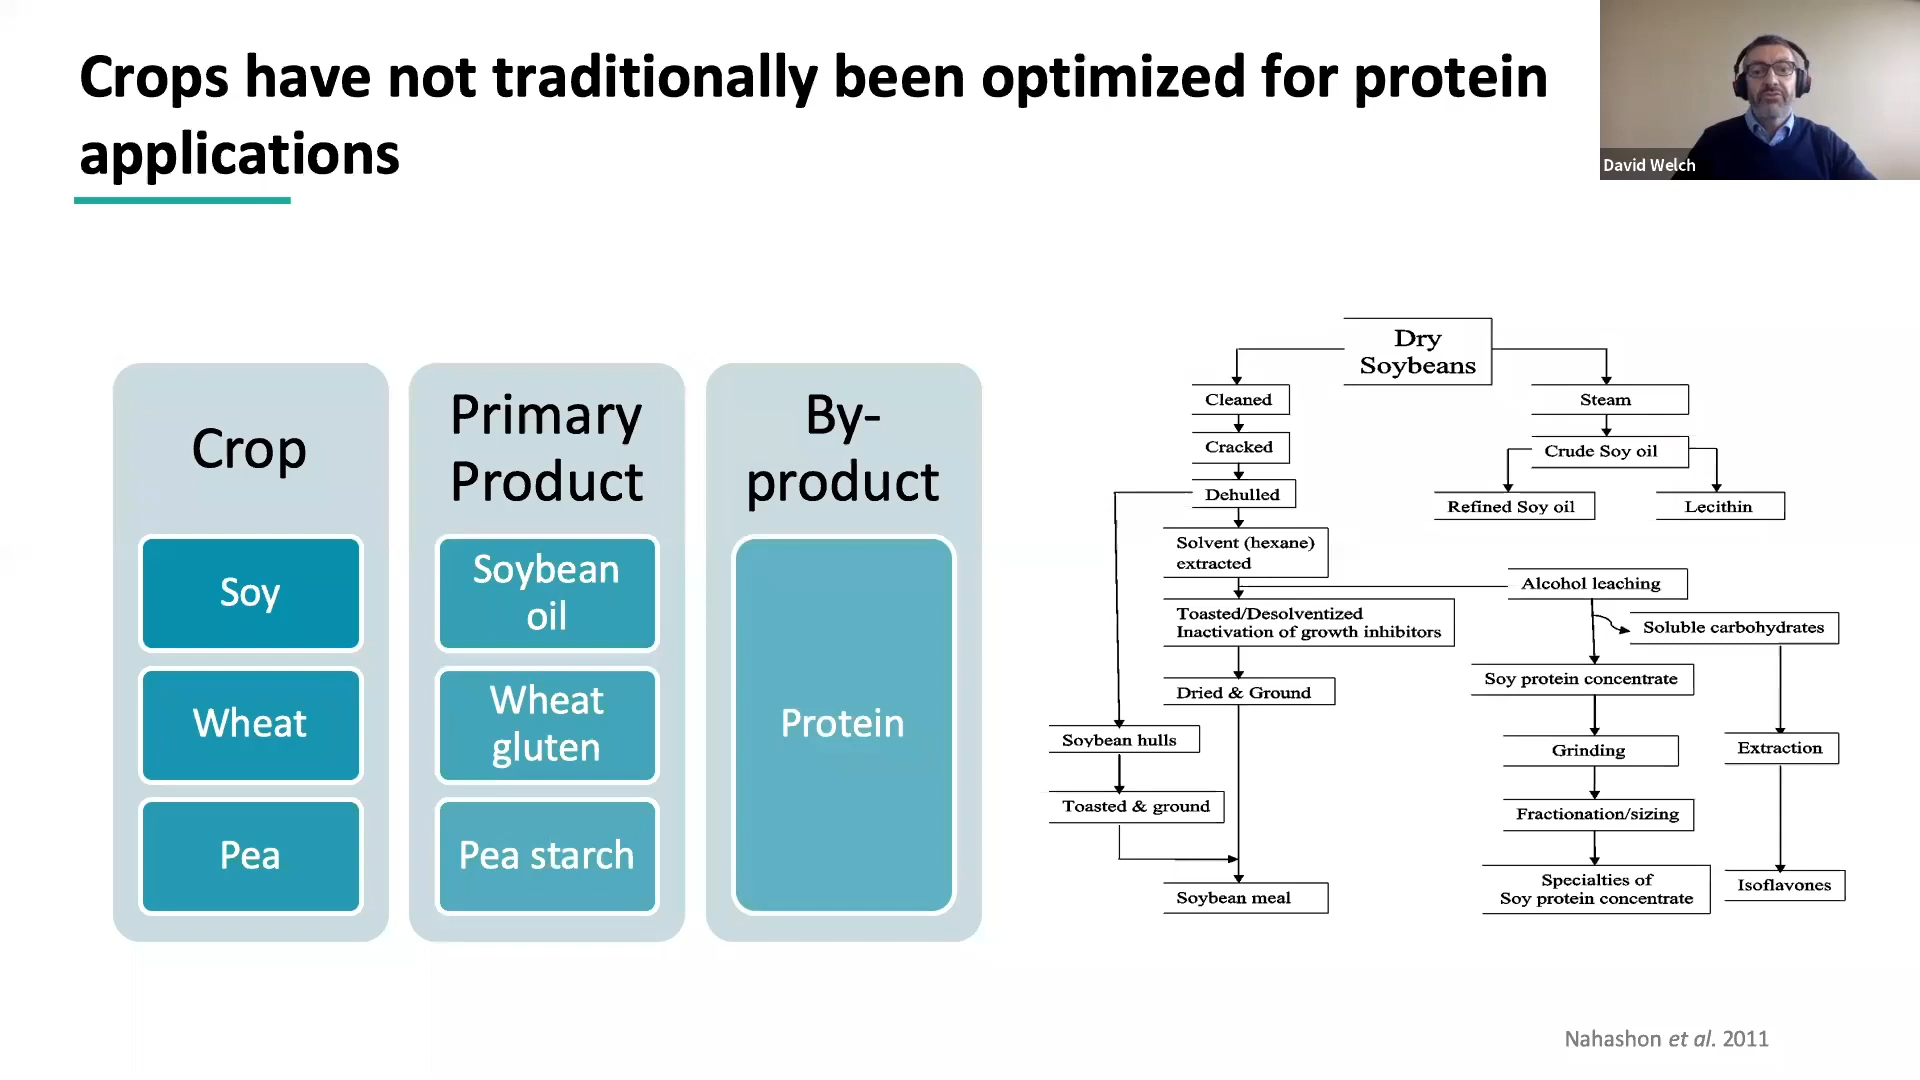 Crops have not traditionally been optimized for protein
applications
David Welch
Crop
Soy
Wheat
Pea
Primary
Product
Soybean
oil
Wheat
gluten
Pea starch
By-
product
Protein
Dry
Soybeans
Cleaned
Cracked
Dehulled
Solvent (hexane)
extracted
Toasted/Desolventized
Inactivation of growth inhibitors
Dried & Ground
Soybean hulls
Toasted & ground
Soybean meal
Steam
Crude Soy oil
Refined Soy oil
Lecithin
Alcohol leaching
Soluble carbohydrates
Soy protein concentrate
Grinding
Extraction
Fractionation/sizing
Specialties of
Soy protein concentrate
Isoflavones
Nahashon et al. 2011